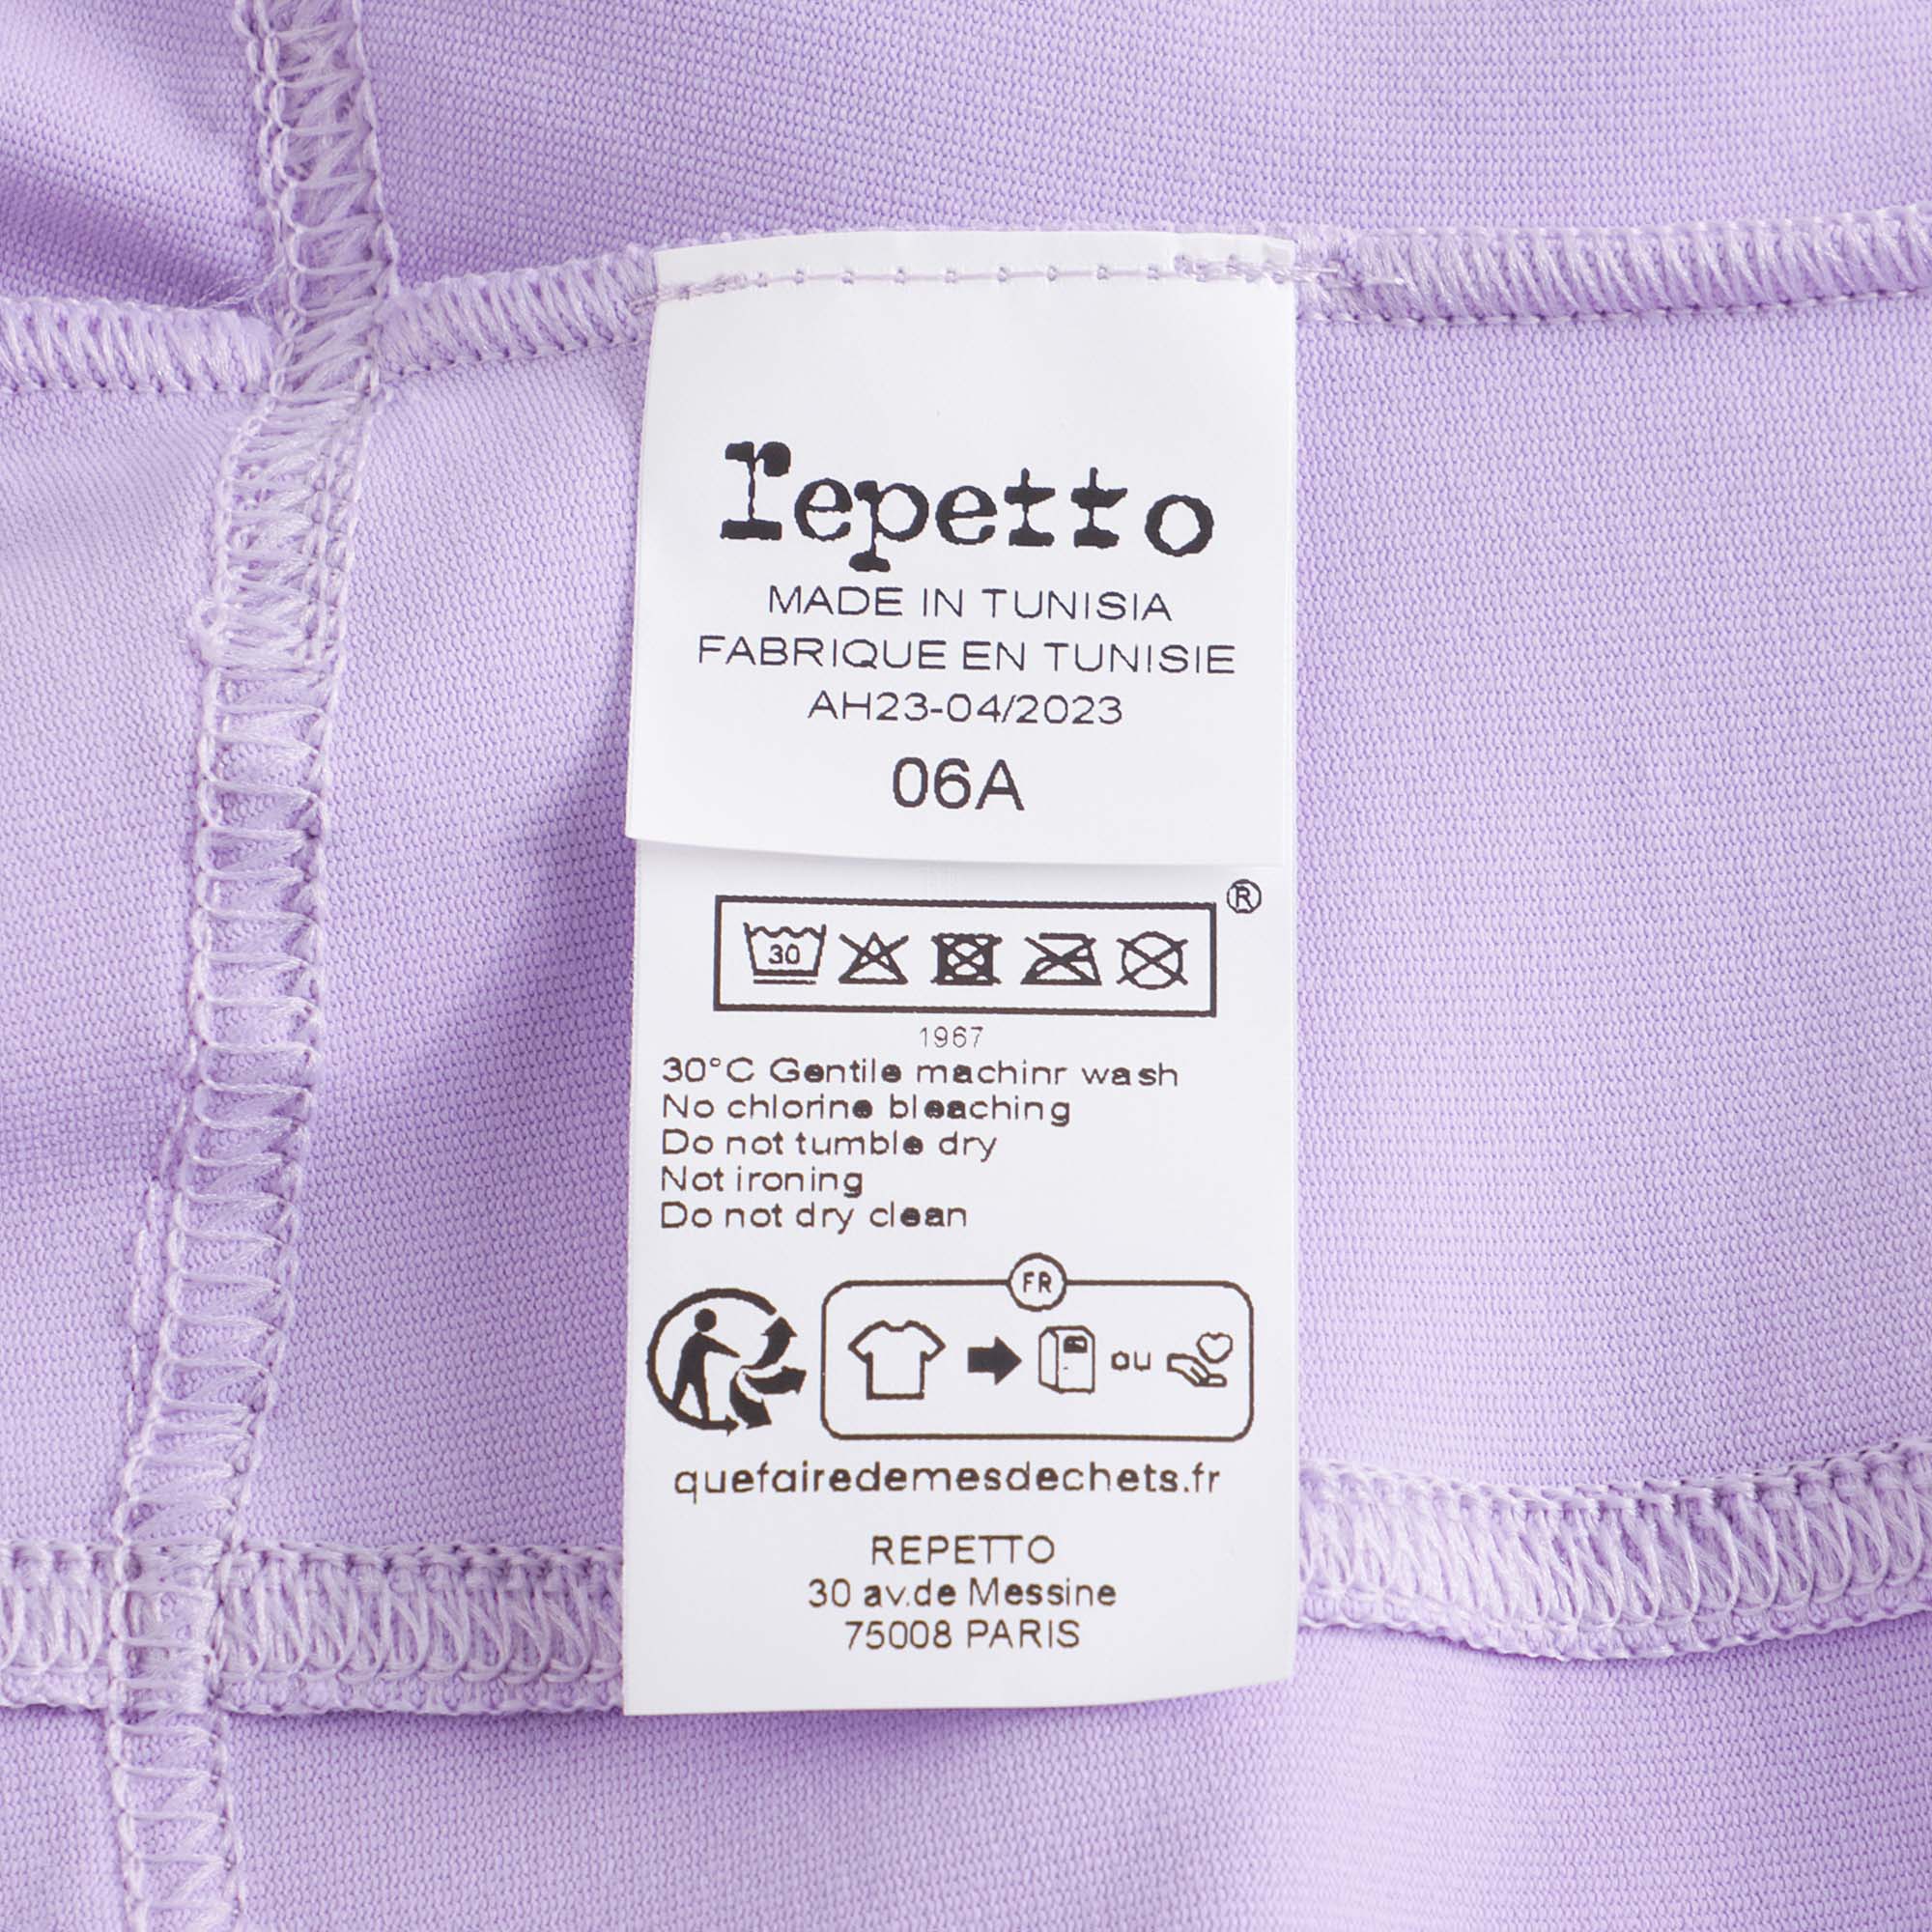 repetto
MADE IN TUNISIA
FABRIQUE EN TUNISIE
AH23-04/2023
06A
®
30
1967
30°C Gentile machinr wash
No chlorine bleaching
Do not tumble dry
Not ironing
Do not dry clean
FR
ou
quefairedemesdechets.fr
REPETTO
30 av.de Messine
75008 PARIS